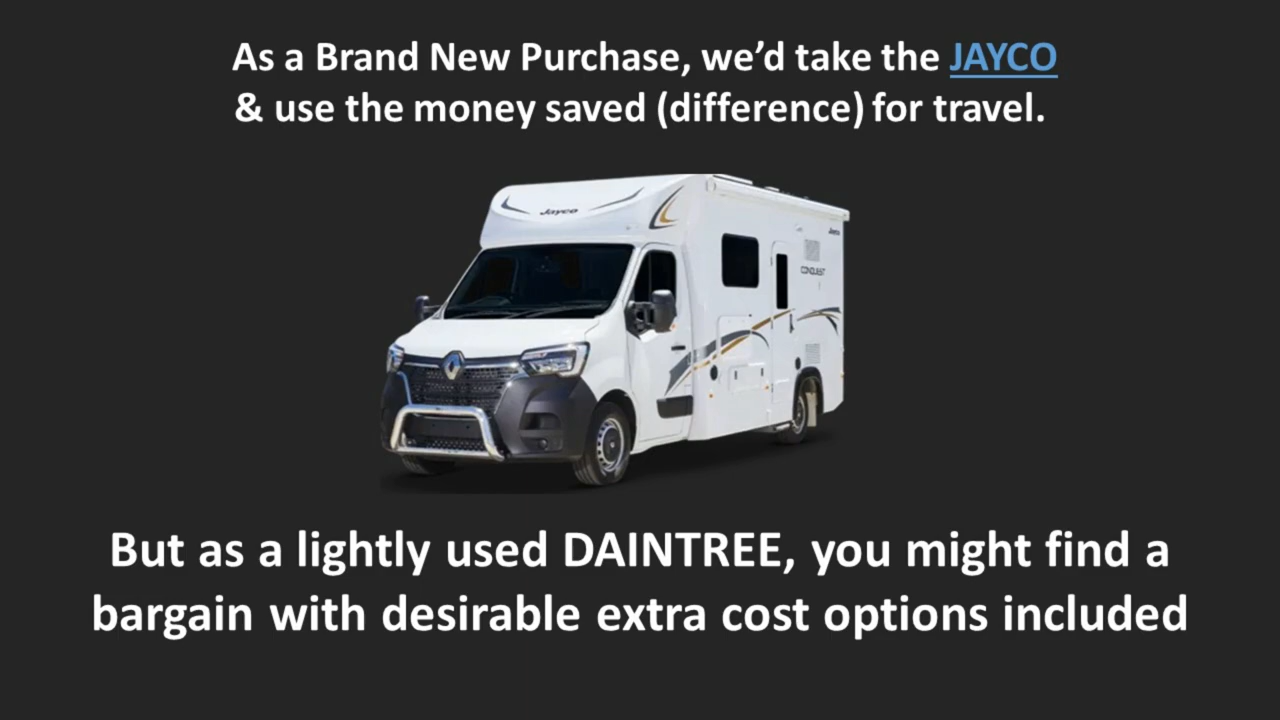 As a Brand New Purchase, we’d take the JAYCO
& use the money saved (difference) for travel.
Jayco
Jayco
CONQUEST
But as a lightly used DAINTREE, you might find a
bargain with desirable extra cost options included